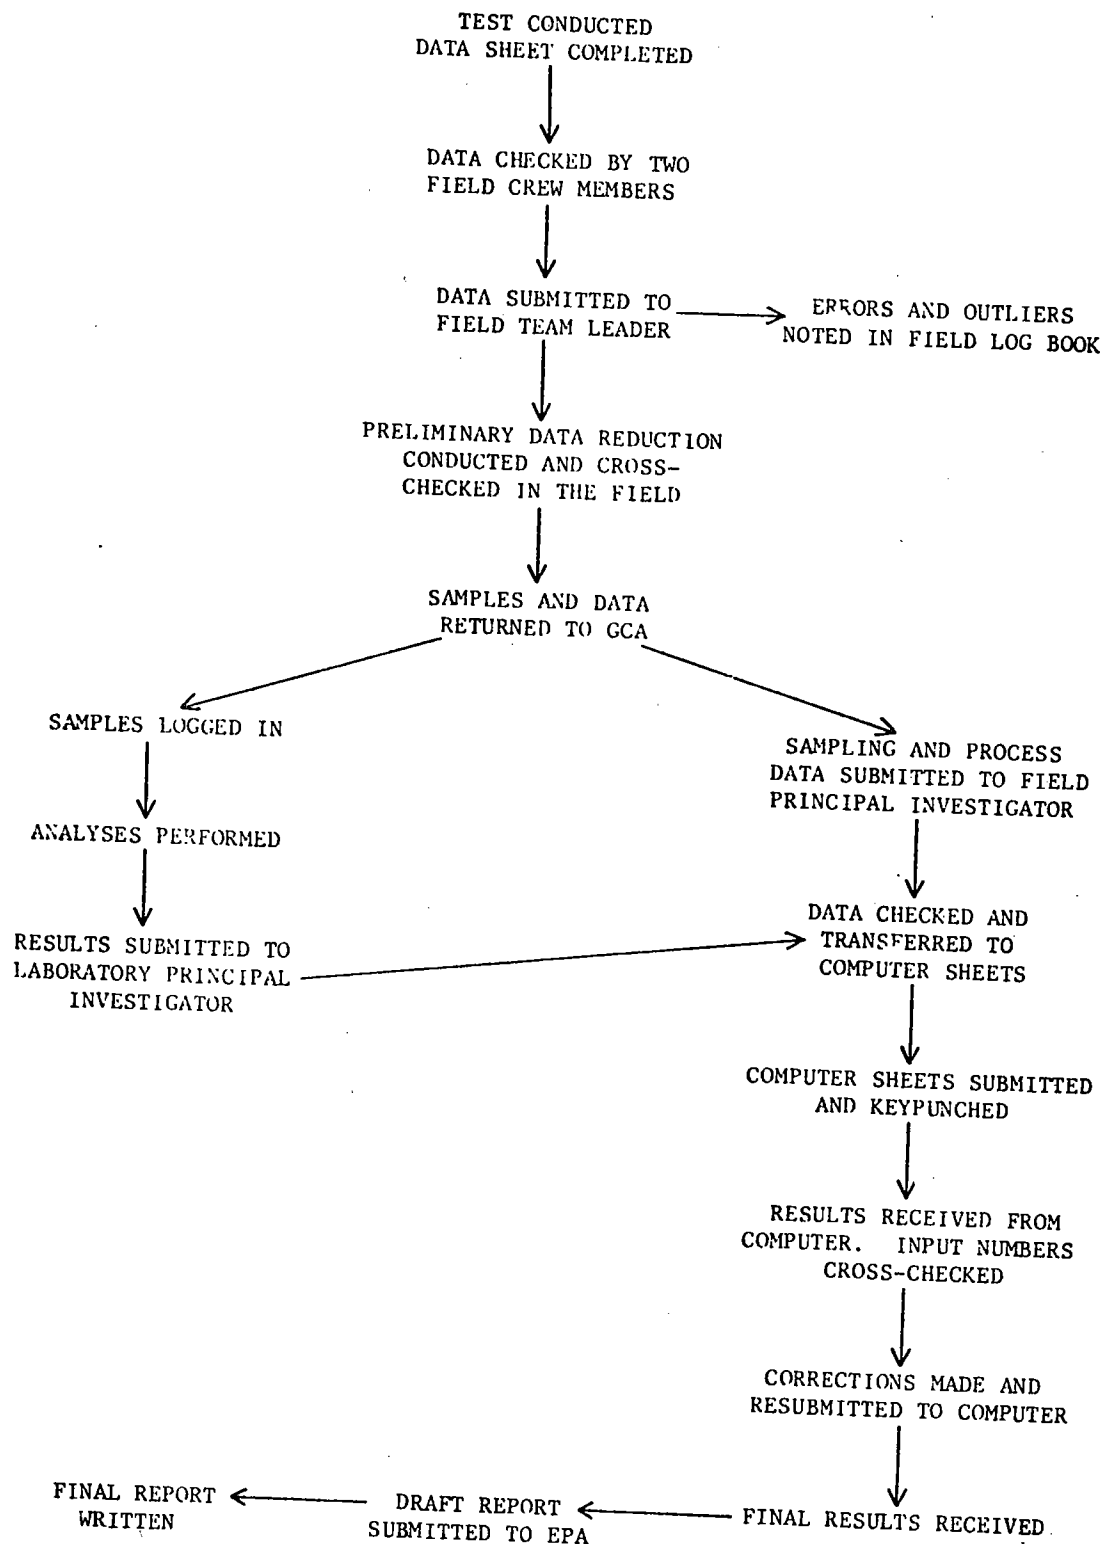 TEST CONDUCTED
DATA SHEET COMPLETED
DATA CHECKED BY TWO
FIELD CREW MEMBERS
DATA SUBMITTED TO
FIELD TEAM LEADER
ERRORS AND OUTLIERS
NOTED IN FIELD LOG BOOK
PRELIMINARY DATA REDUCTION
CONDUCTED AND CROSS-
CHECKED IN THE FIELD
SAMPLES AND DATA
RETURNED TO GCA
SAMPLES LOGGED IN
ANALYSES PERFORMED
RESULTS SUBMITTED TO
LABORATORY PRINCIPAL
INVESTIGATOR
SAMPLING AND PROCESS
DATA SUBMITTED TO FIELD
PRINCIPAL INVESTIGATOR
DATA CHECKED AND
TRANSFERRED TO
COMPUTER SHEETS
COMPUTER SHEETS SUBMITTED
AND KEYPUNCHED
RESULTS RECEIVED FROM
COMPUTER. INPUT NUMBERS
CROSS-CHECKED
CORRECTIONS MADE AND
RESUBMITTED TO COMPUTER
FINAL RESULTS RECEIVED
DRAFT REPORT
SUBMITTED TO EPA
FINAL REPORT
WRITTEN